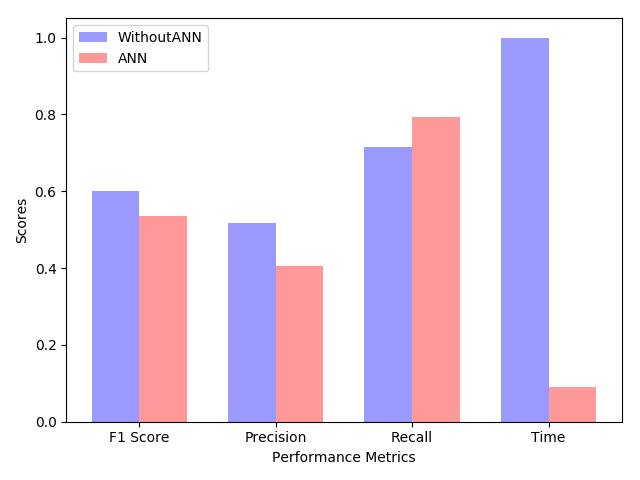 WithoutANN
ANN
1.0
0.8
0.6
0.4
0.2
0.0
Scores
F1 Score
Precision
Recall
Time
Performance Metrics